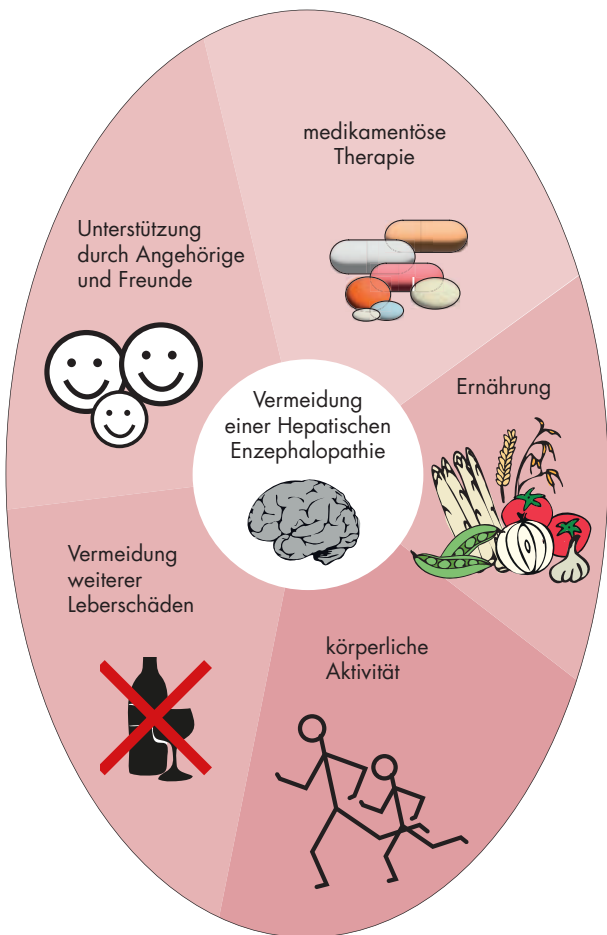 medikamentöse
Therapie
Unterstützung
durch Angehörige
und Freunde
Ernährung
Vermeidung
einer Hepatischen
Enzephalopathie
Vermeidung
weiterer
Leberschäden
körperliche
Aktivität